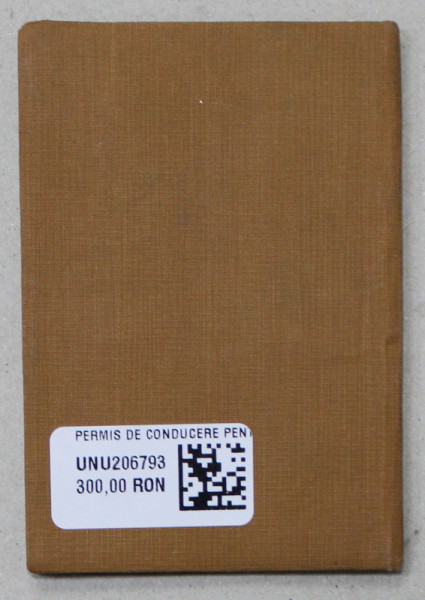 PERMIS DE CONDUCERE PEN
UNU206793
300,00 RON